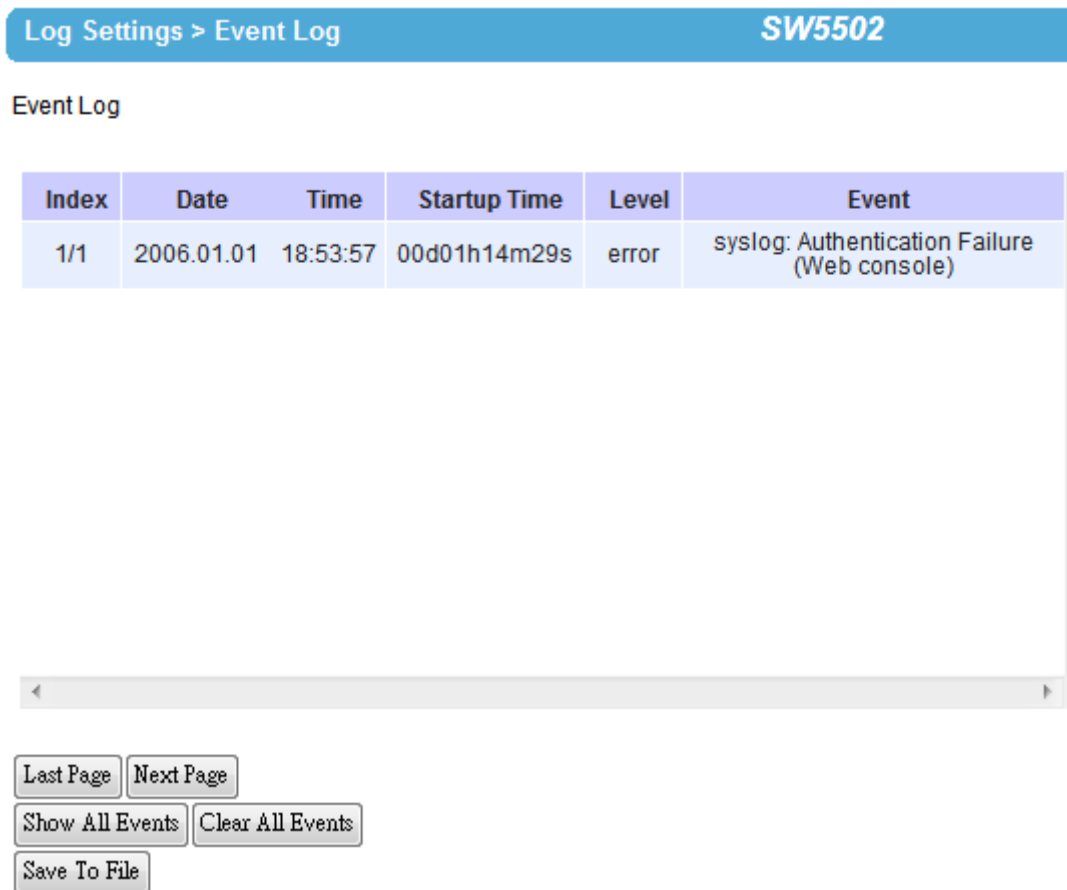 Log Settings > Event Log SW5502
Event Log
Index Date Time Startup Time Level Event
1/1 2006.01.01 18:53:57 00d01h14m29s error syslog: Authentication Failure
(Web console)
Last Page Next Page
Show All Events Clear All Events
Save To File